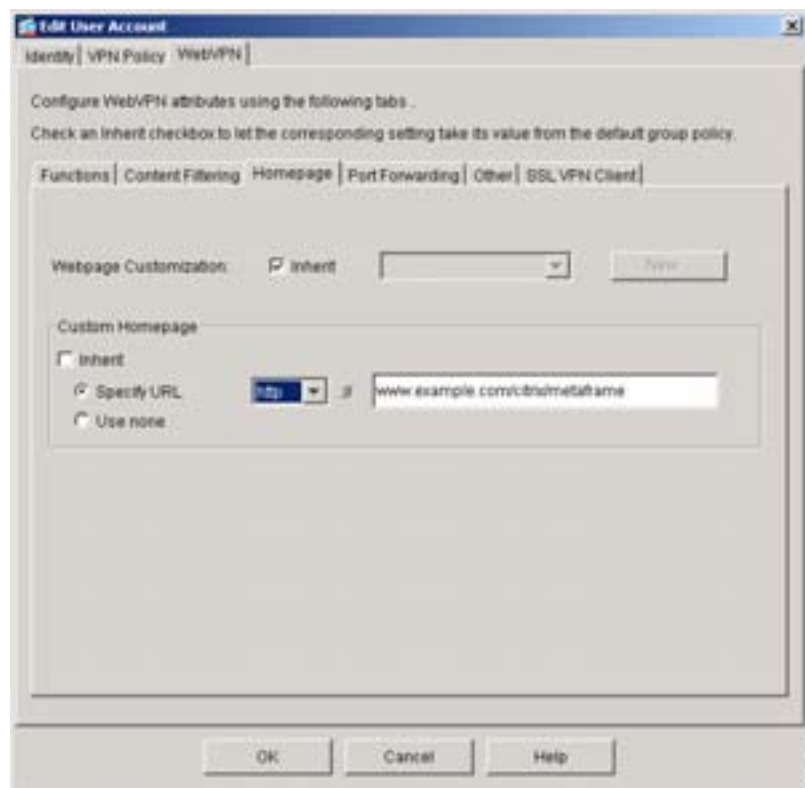 Edit User Account
Identity VPN Policy WebVPN
Configure WebVPN attributes using the following tabs .
Check an Inherit checkbox to let the corresponding setting take its value from the default group policy.
Functions Content Filtering Homepage Port Forwarding Other SSL VPN Client
Webpage Customization: Inherit New
Custom Homepage
Inherit
Specify URL http :// www.example.com/citrix/metaframe
Use none
OK Cancel Help